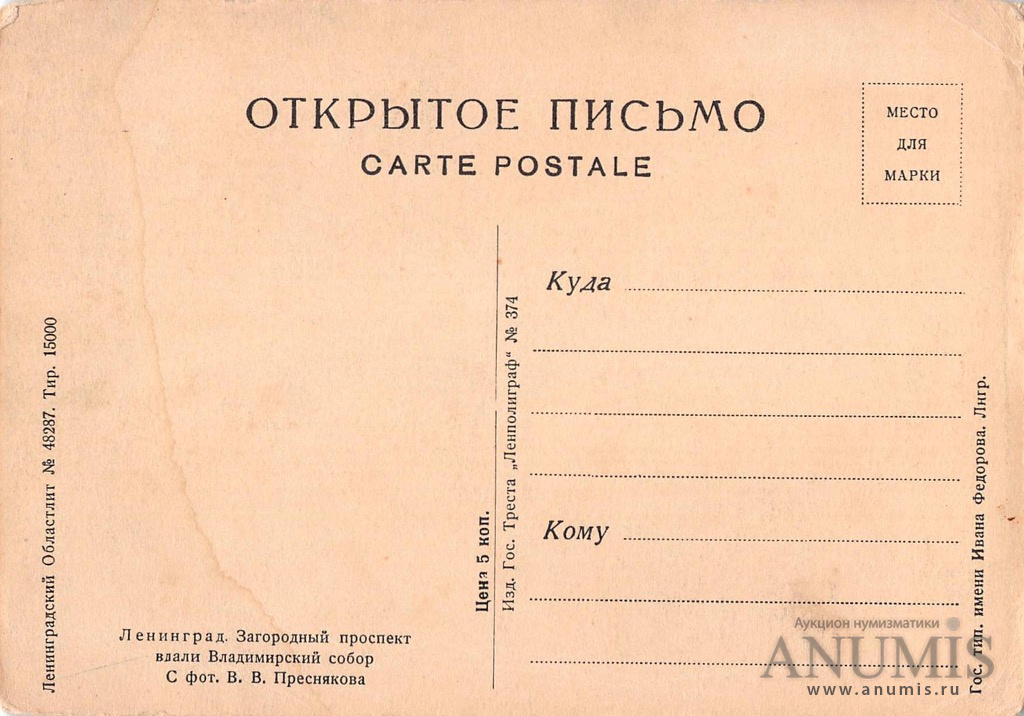 ОТКРЫТОЕ ПИСЬМО
CARTE POSTALE
МЕСТО
ДЛЯ
МАРКИ
Куда
Кому
Ленинградский Областлит № 48287. Тир. 15000
Ленинград. Загородный проспект
вдали Владимирский собор
С фот. В. В. Преснякова
Цена 5 коп.
Изд. Гос. Треста „Ленполиграф“ № 374
Гос. тип. имени Ивана Федорова. Лнгр.
Аукцион нумизматики
ANUMIS
www.anumis.ru